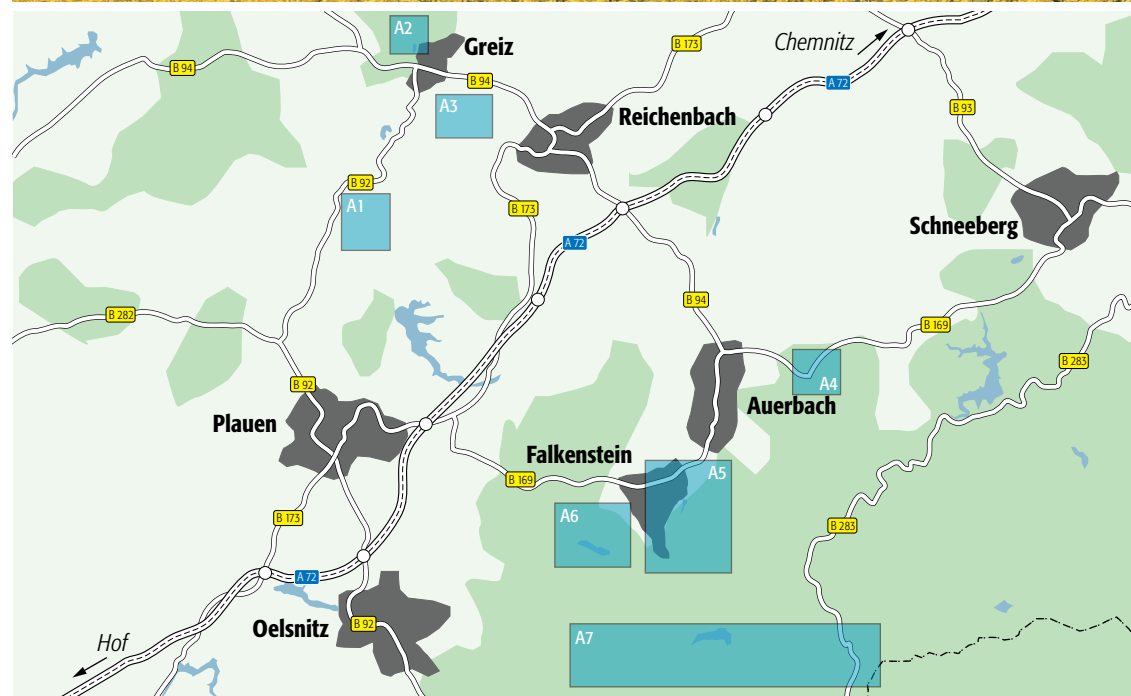 A2
Greiz
B 173
Chemnitz
B 94
B 94
A 72
A3
B 93
Reichenbach
B 92
A1
B 173
Schneeberg
A 72
B 94
B 282
B 169
B 283
B 92
A4
Auerbach
Plauen
Falkenstein
A5
B 169
A6
B 173
B 283
A 72
Oelsnitz
B 92
Hof
A7